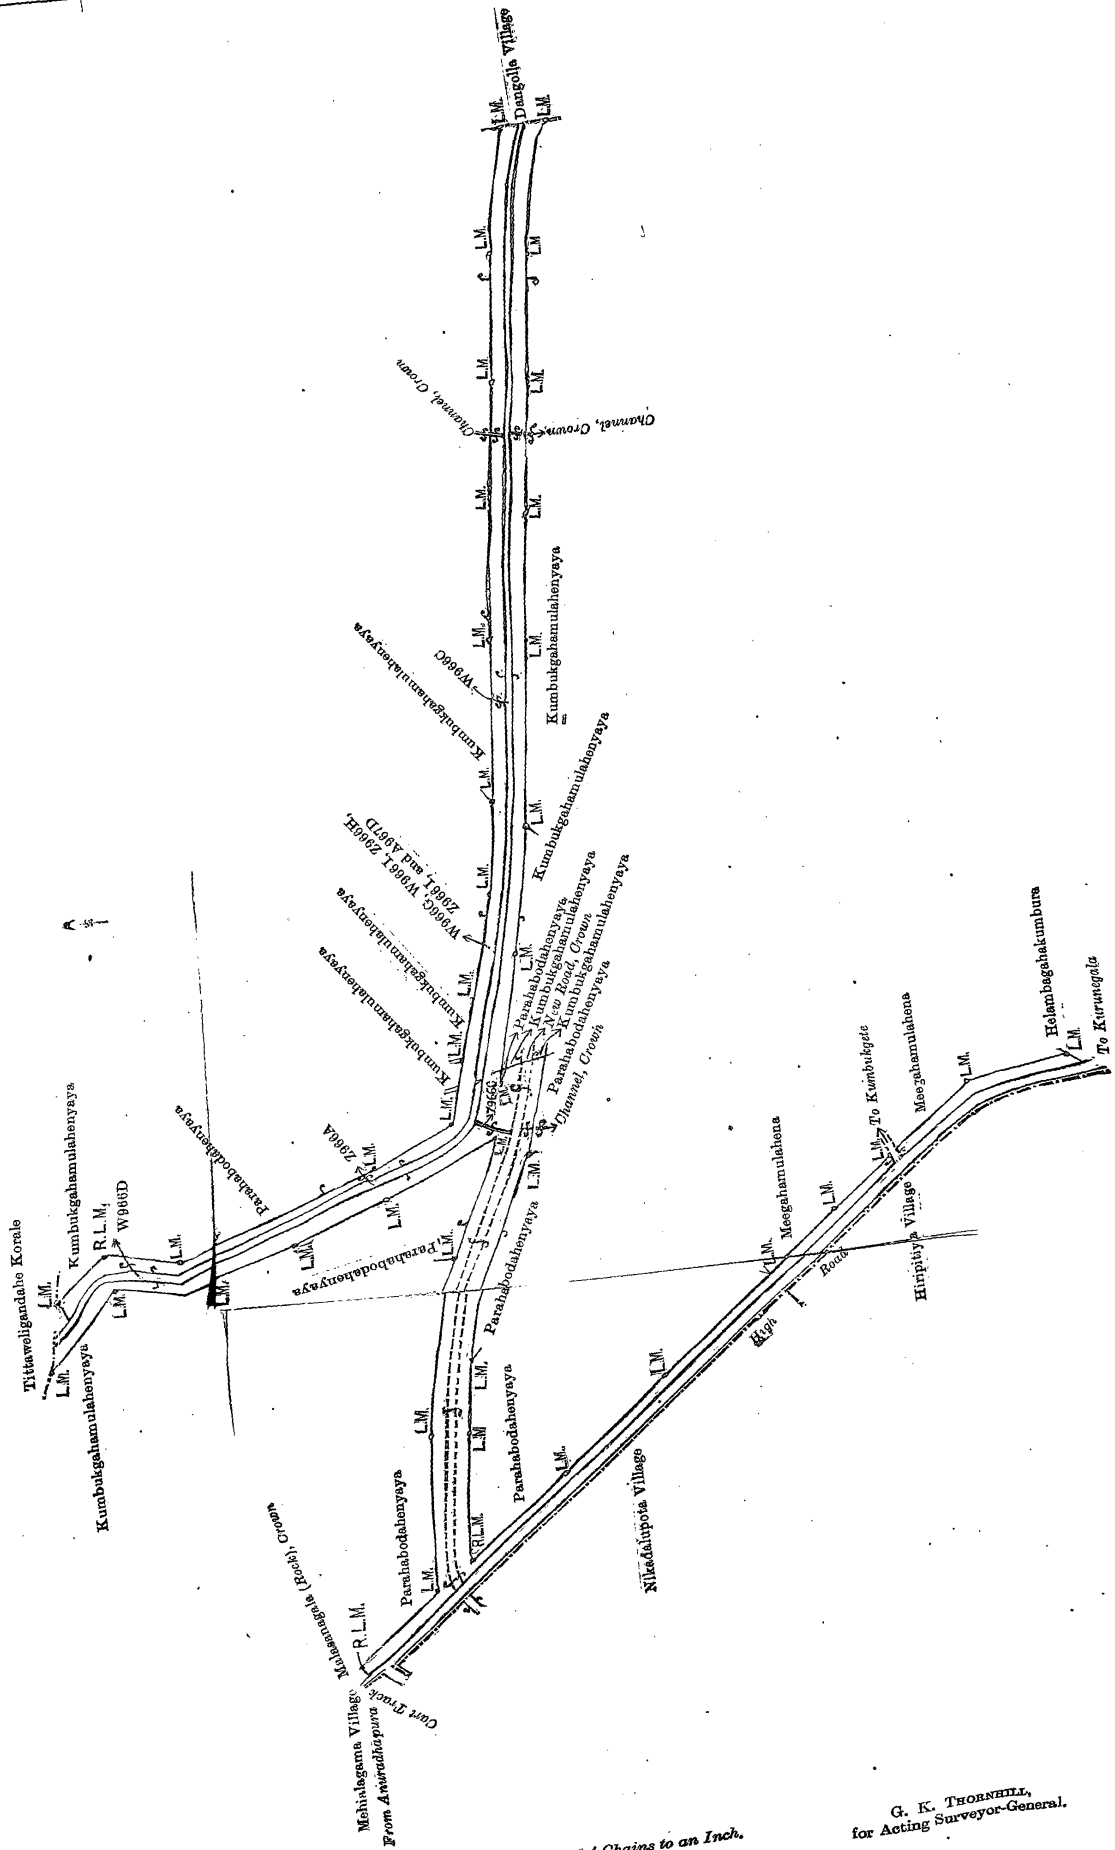 Dangolla Village
L.M.
L.M.
L.M.
L.M
Channel, Crown
L.M.
L.M.
Channel, Crown
L.M.
L.M.
Kumbukgahamulahenyaya
L.M.
L.M.
Kumbukgahamulahenyaya
W966C
Kumbukgahamulahenyaya
L.M.
L.M.
W966G, W966I, Z966H,
Z966I, and A967D
L.M.
L.M.
Kumbukgahamulahenyaya
Kumbukgahamulahenyaya
L.M.
L.M.
L.M.
Parahabodahenyaya
Kumbukgahamulahenyaya
New Road, Crown
Kumbukgahamulahenyaya
Parahabodahenyaya
Channel, Crown
Z966G
L.M.
L.M.
L.M.
Tittaweligandahe Korale
L.M.
Kumbukgahamulahenyaya
R.L.M.
W966D
L.M.
Parahabodahenyaya
Z966A
L.M.
L.M.
L.M.
L.M.
L.M.
L.M.
Kumbukgahamulahenyaya
Parahabodahenyaya
L.M.
Parahabodahenyaya
L.M.
L.M.
L.M
Parahabodahenyaya
L.M.
R.L.M.
Parahabodahenyaya
Malasnagala (Rock), Crown
R.L.M.
Mehialagama Village
From Anuradhapura
Cart Track
L.M.
L.M.
Nikadalupota Village
High Road
L.M.
Meegahamulahena
L.M.
Hiripitiya Village
L.M.
To Kumbukgete
Meegahamulahena
L.M.
Helambagahakumbura
L.M
To Kurunegala
Chains to an Inch.
G. K. THORNHILL,
for Acting Surveyor-General.